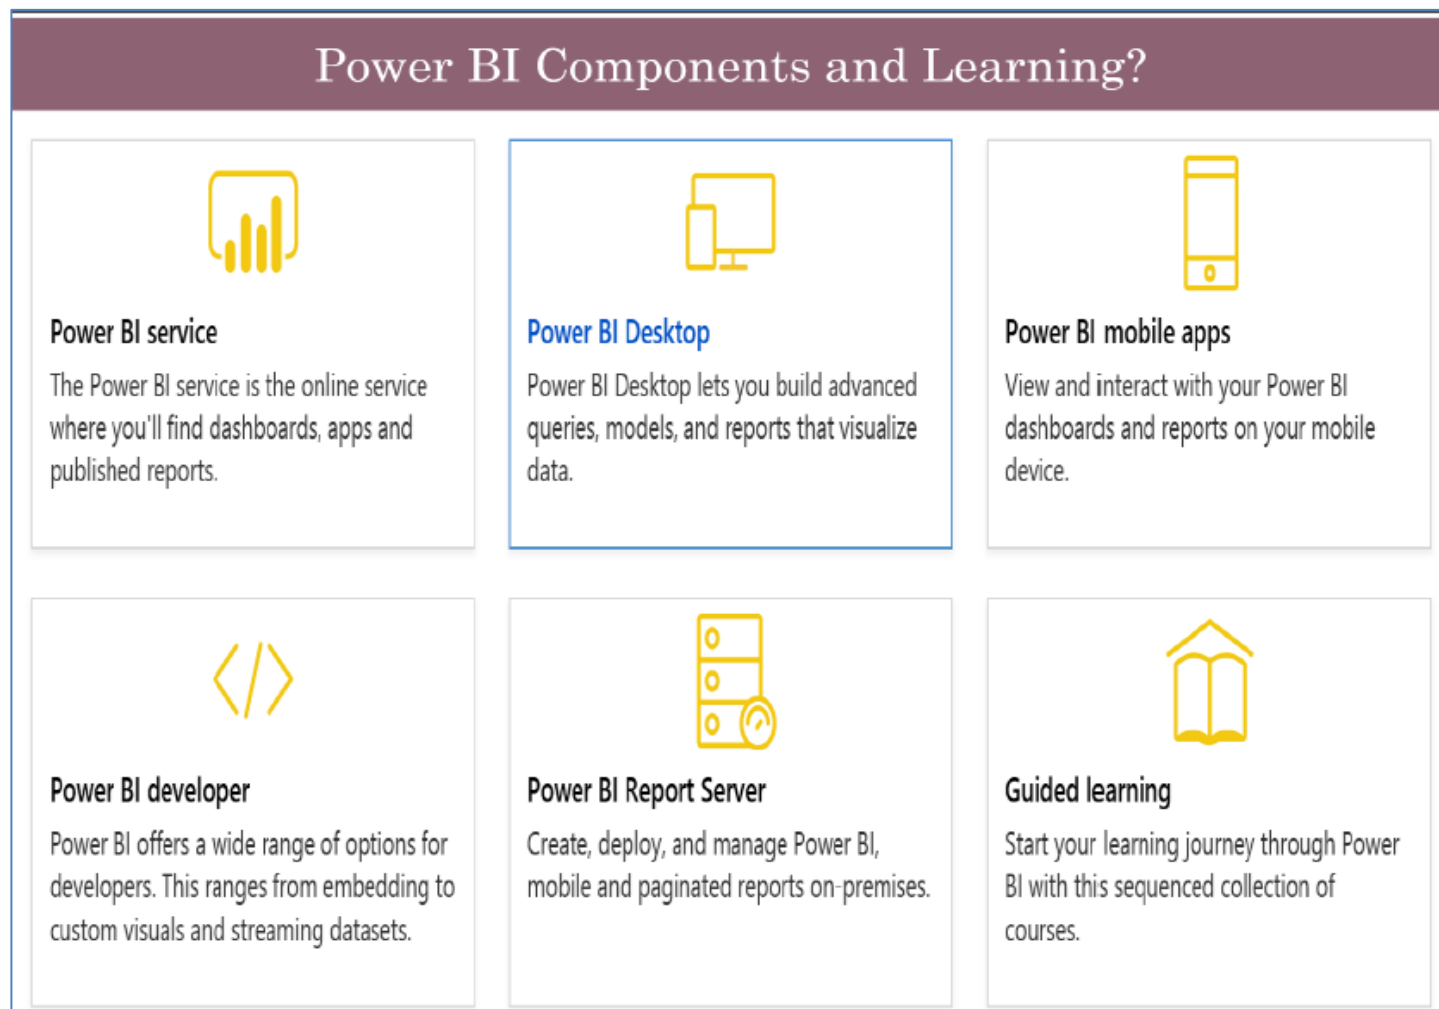 Power BI Components and Learning?
Power BI service
The Power BI service is the online service
where you'll find dashboards, apps and
published reports.
Power BI Desktop
Power BI Desktop lets you build advanced
queries, models, and reports that visualize
data.
Power BI mobile apps
View and interact with your Power BI
dashboards and reports on your mobile
device.
Power BI developer
Power BI offers a wide range of options for
developers. This ranges from embedding to
custom visuals and streaming datasets.
Power BI Report Server
Create, deploy, and manage Power BI,
mobile and paginated reports on-premises.
Guided learning
Start your learning journey through Power
BI with this sequenced collection of
courses.